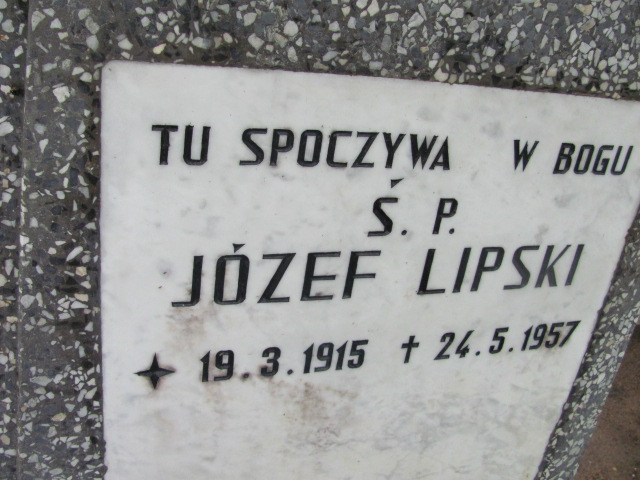 TU SPOCZYWA W BOGU
Ś. P.
JÓZEF LIPSKI
✦ 19.3.1915 † 24.5.1957